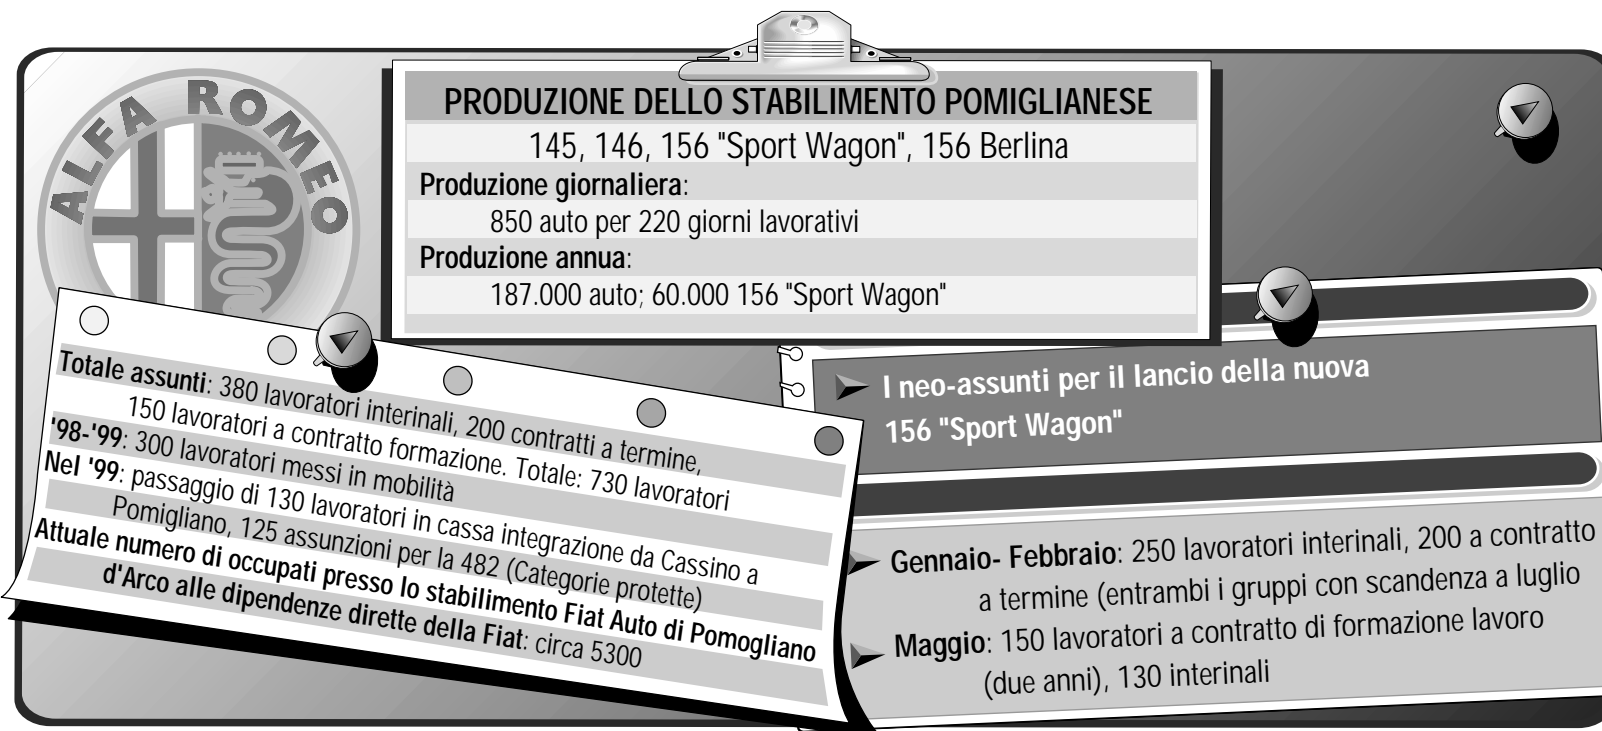 ALFA ROMEO
PRODUZIONE DELLO STABILIMENTO POMIGLIANESE
145, 146, 156 "Sport Wagon", 156 Berlina
Produzione giornaliera:
850 auto per 220 giorni lavorativi
Produzione annua:
187.000 auto; 60.000 156 "Sport Wagon"
Totale assunti: 380 lavoratori interinali, 200 contratti a termine,
150 lavoratori a contratto formazione. Totale: 730 lavoratori
'98-'99: 300 lavoratori messi in mobilità
Nel '99: passaggio di 130 lavoratori in cassa integrazione da Cassino a
Pomigliano, 125 assunzioni per la 482 (Categorie protette)
Attuale numero di occupati presso lo stabilimento Fiat Auto di Pomogliano
d'Arco alle dipendenze dirette della Fiat: circa 5300
I neo-assunti per il lancio della nuova
156 "Sport Wagon"
Gennaio- Febbraio: 250 lavoratori interinali, 200 a contratto
a termine (entrambi i gruppi con scandenza a luglio
Maggio: 150 lavoratori a contratto di formazione lavoro
(due anni), 130 interinali